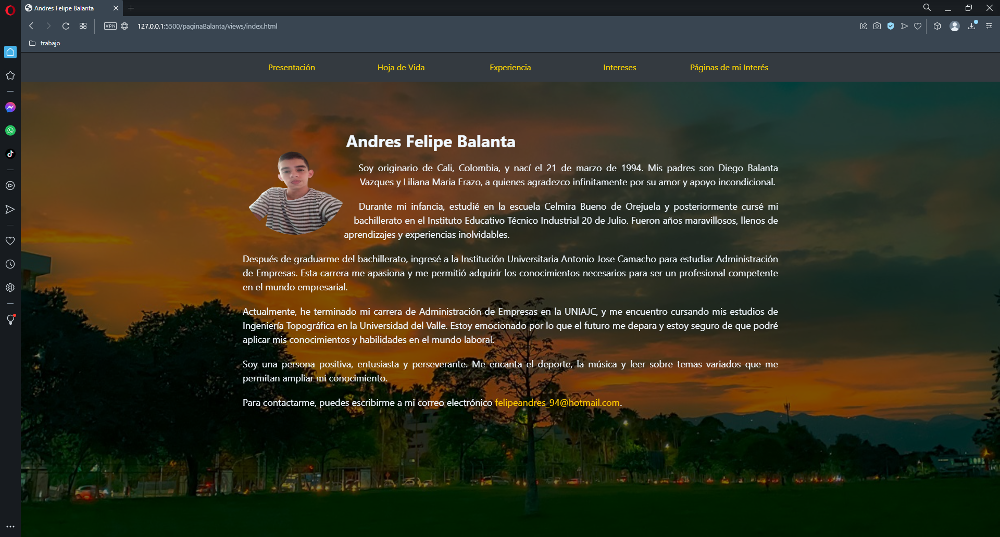 Andres Felipe Balanta
VPN
127.0.0.1:5500/paginaBalanta/views/index.html
trabajo
Presentación
Hoja de Vida
Experiencia
Intereses
Páginas de mi Interés
Andres Felipe Balanta
Soy originario de Cali, Colombia, y nací el 21 de marzo de 1994. Mis padres son Diego Balanta
Vazques y Liliana Maria Erazo, a quienes agradezco infinitamente por su amor y apoyo incondicional.
Durante mi infancia, estudié en la escuela Celmira Bueno de Orejuela y posteriormente cursé mi
bachillerato en el Instituto Educativo Técnico Industrial 20 de Julio. Fueron años maravillosos, llenos de
aprendizajes y experiencias inolvidables.
Después de graduarme del bachillerato, ingresé a la Institución Universitaria Antonio Jose Camacho para estudiar Administración
de Empresas. Esta carrera me apasiona y me permitió adquirir los conocimientos necesarios para ser un profesional competente
en el mundo empresarial.
Actualmente, he terminado mi carrera de Administración de Empresas en la UNIAJC, y me encuentro cursando mis estudios de
Ingeniería Topográfica en la Universidad del Valle. Estoy emocionado por lo que el futuro me depara y estoy seguro de que podré
aplicar mis conocimientos y habilidades en el mundo laboral.
Soy una persona positiva, entusiasta y perseverante. Me encanta el deporte, la música y leer sobre temas variados que me
permitan ampliar mi conocimiento.
Para contactarme, puedes escribirme a mi correo electrónico felipeandres_94@hotmail.com.